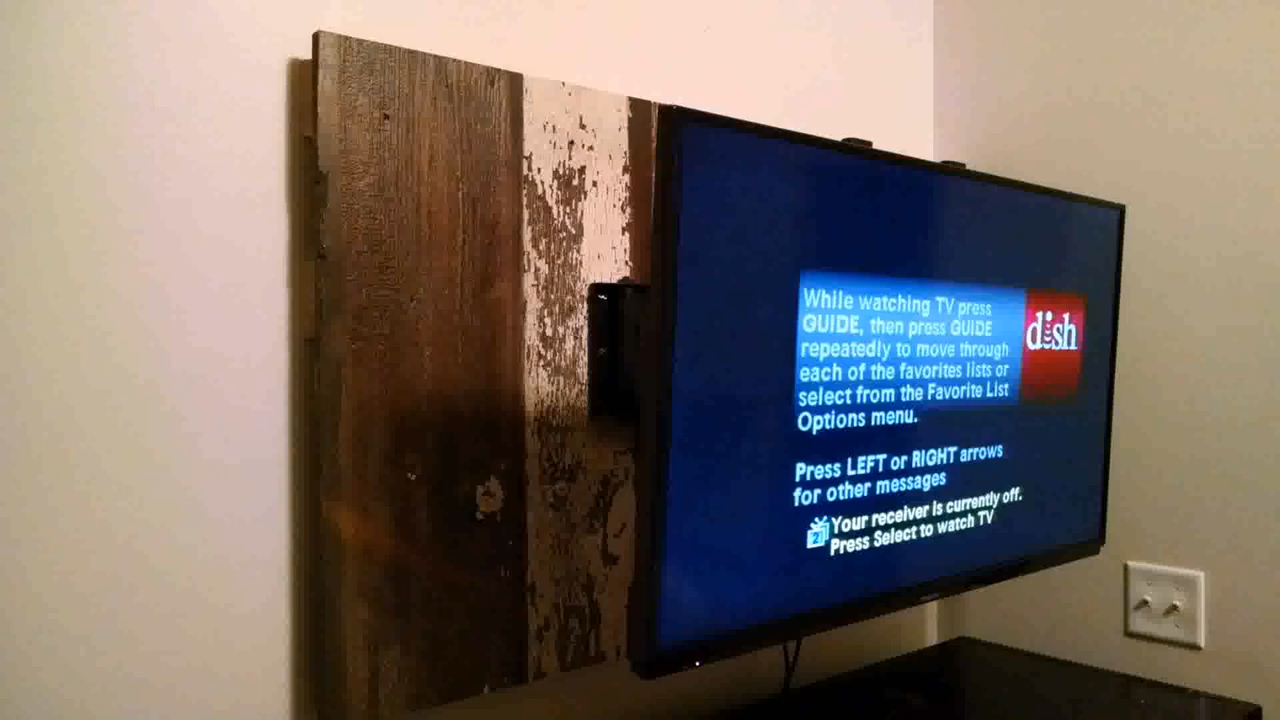 While watching TV press
GUIDE, then press GUIDE
repeatedly to move through
each of the favorites lists or
select from the Favorite List
Options menu.
dish
Press LEFT or RIGHT arrows
for other messages
2
Your receiver is currently off.
Press Select to watch TV